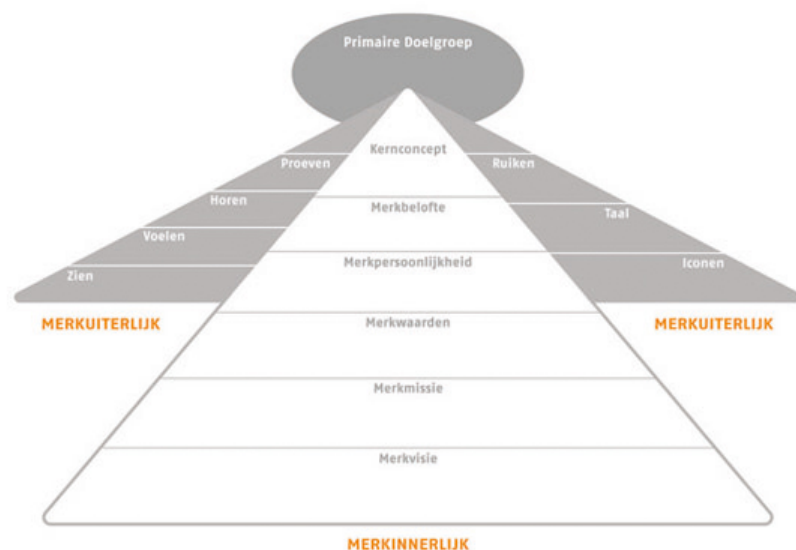 Primaire Doelgroep
Kernconcept
Proeven
Ruiken
Horen
Merkbelofte
Taal
Voelen
Merkpersoonlijkheid
Iconen
Zien
MERKUITERLIJK
Merkwaarden
MERKUITERLIJK
Merkmissie
Merkvisie
MERKINNERLIJK